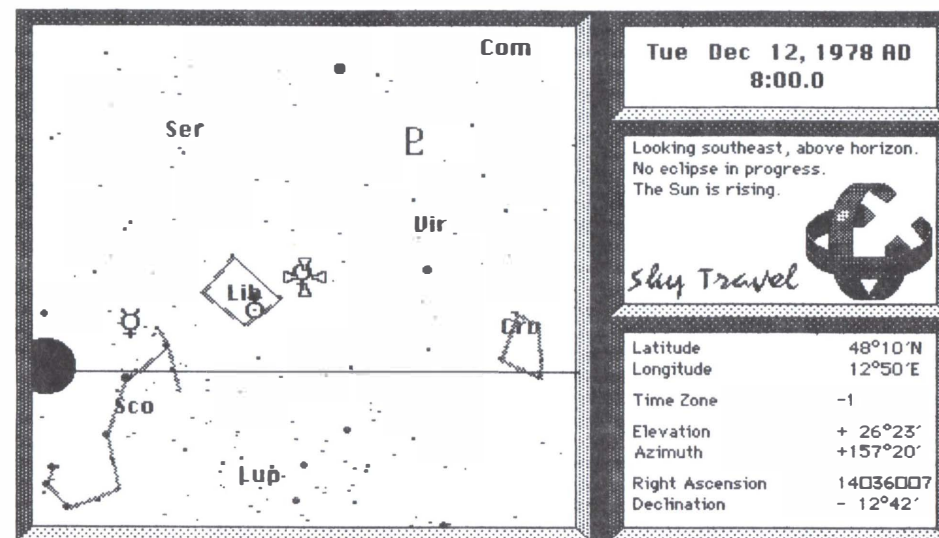 Com
Ser
Vir
Lib
Crv
Sco
Lup
Tue Dec 12, 1978 AD
8:00.0
Looking southeast, above horizon.
No eclipse in progress.
The Sun is rising.
Sky Travel
Latitude 48°10′N
Longitude 12°50′E
Time Zone -1
Elevation + 26°23′
Azimuth +157°20′
Right Ascension 14□36□□7
Declination - 12°42′